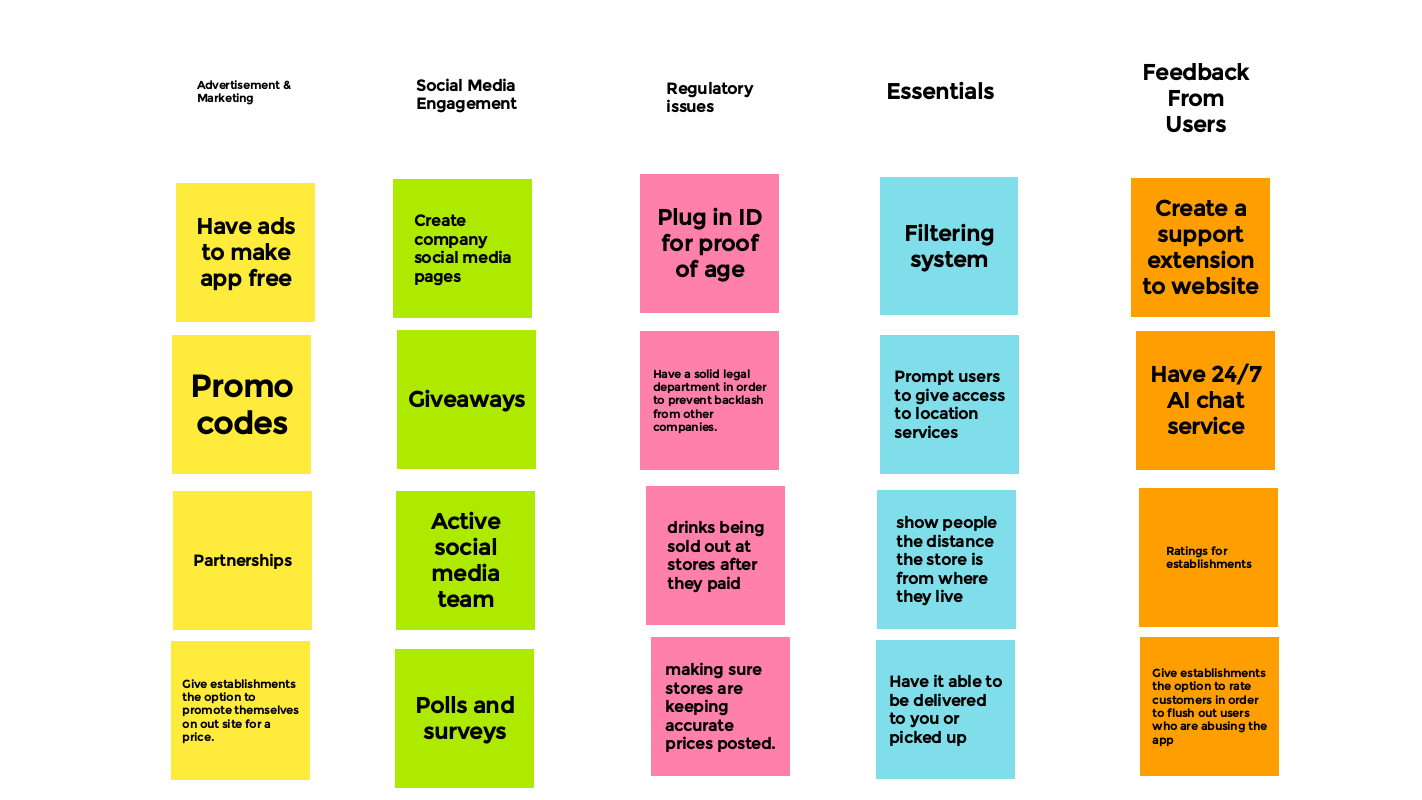 Advertisement &
Marketing
Social Media
Engagement
Regulatory
issues
Essentials
Feedback
From
Users
Have ads
to make
app free
Create
company
social media
pages
Plug in ID
for proof
of age
Filtering
system
Create a
support
extension
to website
Promo
codes
Giveaways
Have a solid legal
department in order
to prevent backlash
from other
companies.
Prompt users
to give access
to location
services
Have 24/7
AI chat
service
Partnerships
Active
social
media
team
drinks being
sold out at
stores after
they paid
show people
the distance
the store is
from where
they live
Ratings for
establishments
Give establishments
the option to
promote themselves
on out site for a
price.
Polls and
surveys
making sure
stores are
keeping
accurate
prices posted.
Have it able to
be delivered
to you or
picked up
Give establishments
the option to rate
customers in order
to flush out users
who are abusing the
app